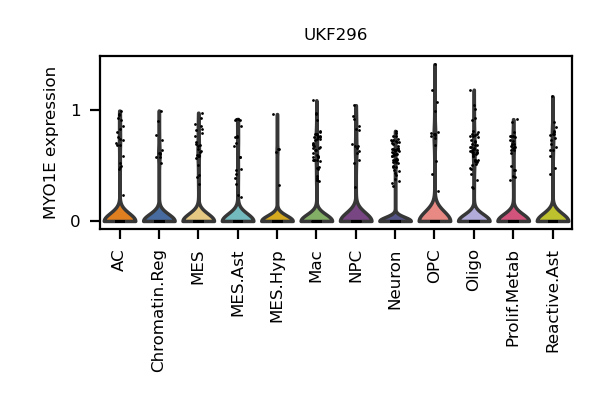 UKF296
MYO1E expression
1
0
AC
Chromatin.Reg
MES
MES.Ast
MES.Hyp
Mac
NPC
Neuron
OPC
Oligo
Prolif.Metab
Reactive.Ast